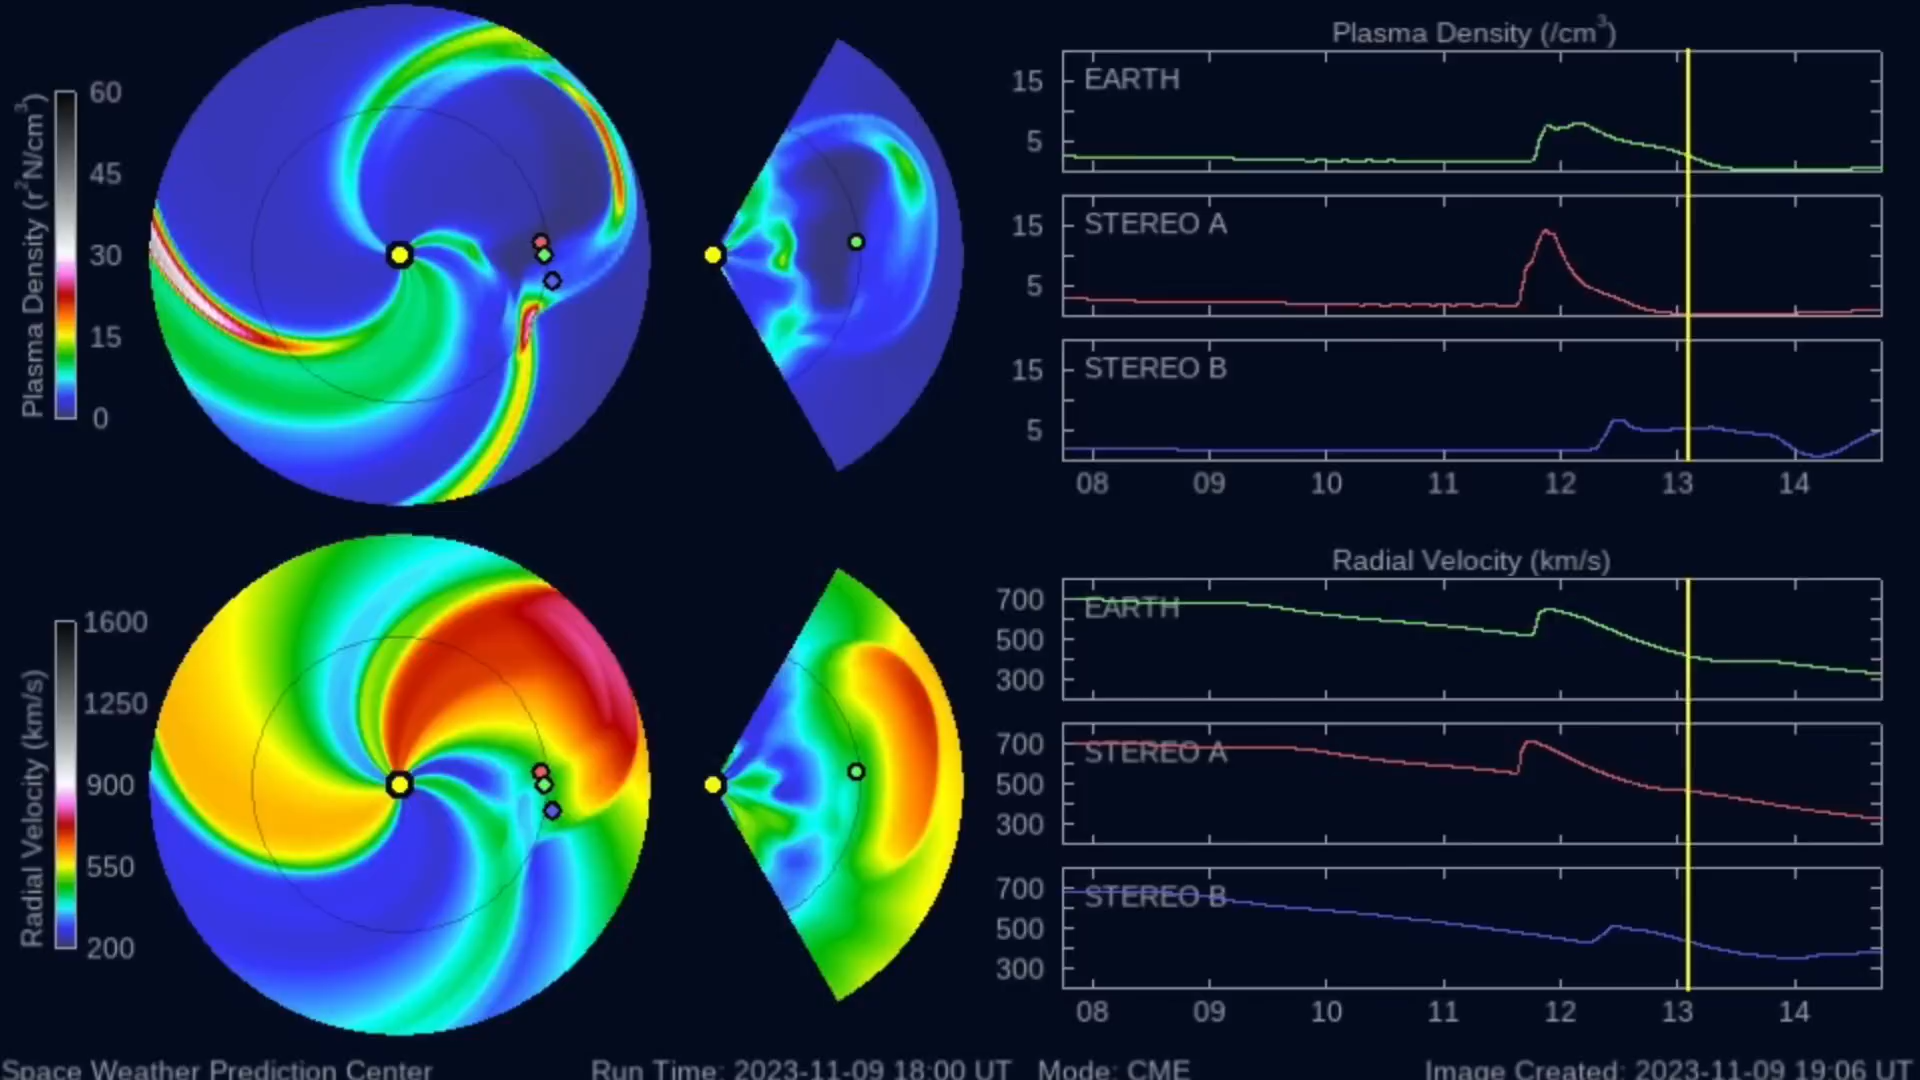 Plasma Density (r²N/cm³)
60
45
30
15
0
Plasma Density (/cm³)
EARTH
15
5
STEREO A
15
5
STEREO B
15
5
08 09 10 11 12 13 14
Radial Velocity (km/s)
1600
1250
900
550
200
Radial Velocity (km/s)
EARTH
700
500
300
STEREO A
700
500
300
STEREO B
700
500
300
08 09 10 11 12 13 14
Space Weather Prediction Center Run Time: 2023-11-09 18:00 UT Mode: CME Image Created: 2023-11-09 19:06 UT